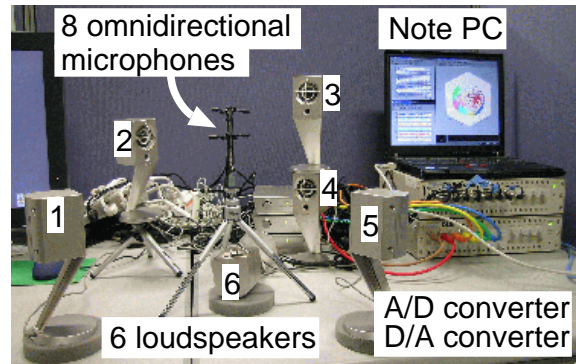 8 omnidirectional
microphones
Note PC
3
2
4
1
5
6
6 loudspeakers
A/D converter
D/A converter